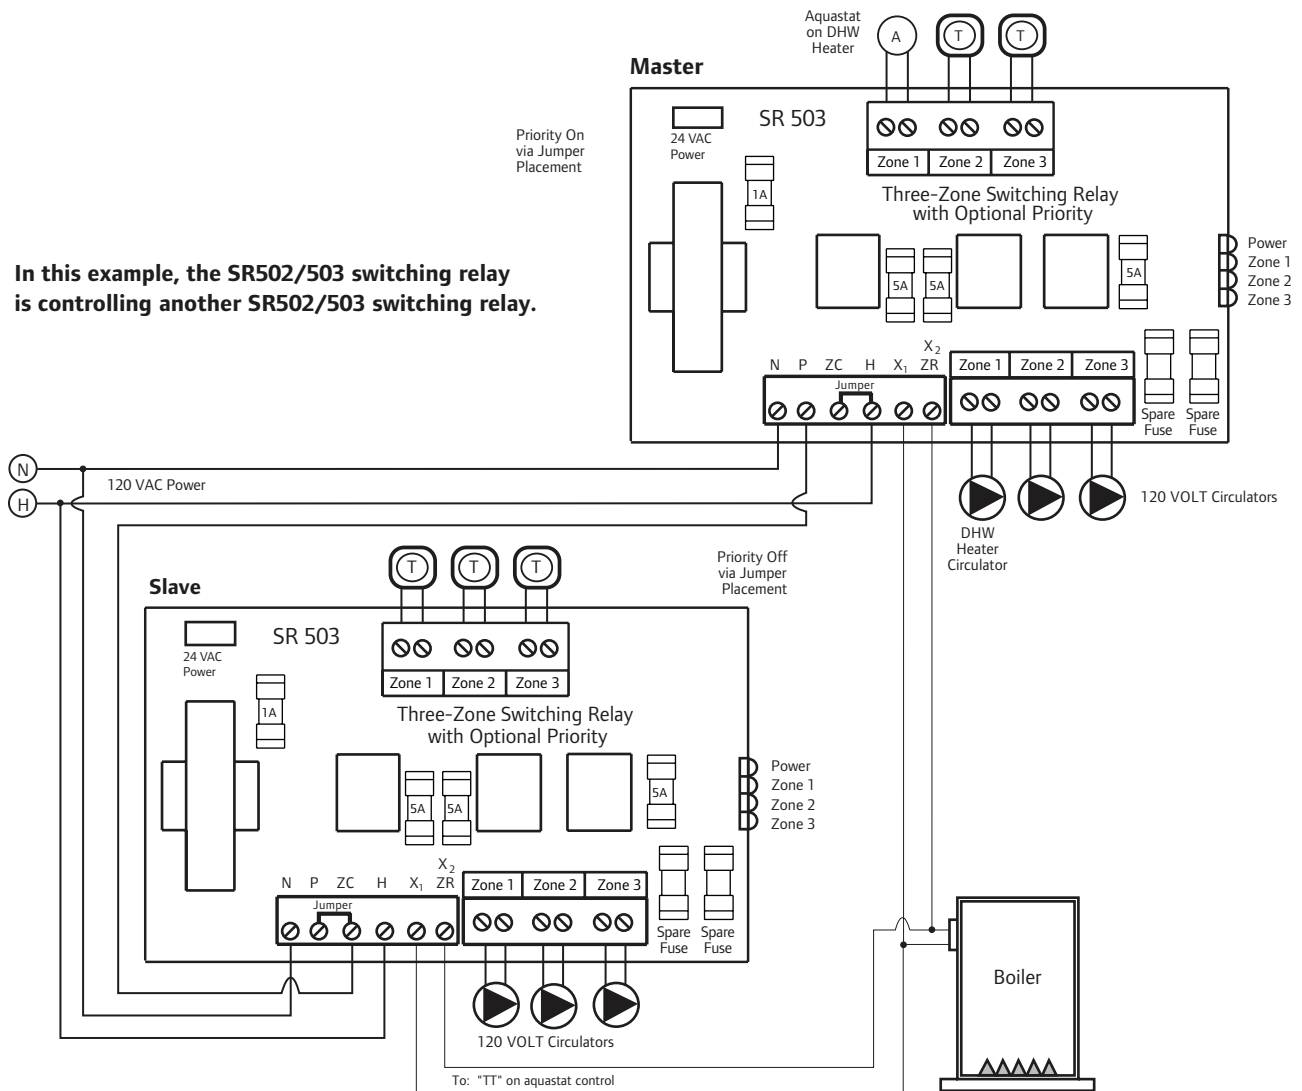 Aquastat
on DHW
Heater
A
T
T
Master
Priority On
via Jumper
Placement
24 VAC
Power
SR 503
Zone 1
Zone 2
Zone 3
1A
Three-Zone Switching Relay
with Optional Priority
5A
5A
5A
Power
Zone 1
Zone 2
Zone 3
In this example, the SR502/503 switching relay
is controlling another SR502/503 switching relay.
N P ZC H X1 X2 ZR
Jumper
Zone 1
Zone 2
Zone 3
Spare
Fuse
Spare
Fuse
N
120 VAC Power
H
DHW
Heater
Circulator
120 VOLT Circulators
T
T
T
Priority Off
via Jumper
Placement
Slave
24 VAC
Power
SR 503
Zone 1
Zone 2
Zone 3
1A
Three-Zone Switching Relay
with Optional Priority
5A
5A
5A
Power
Zone 1
Zone 2
Zone 3
N P ZC H X1 X2 ZR
Jumper
Zone 1
Zone 2
Zone 3
Spare
Fuse
Spare
Fuse
120 VOLT Circulators
Boiler
To: "TT" on aquastat control